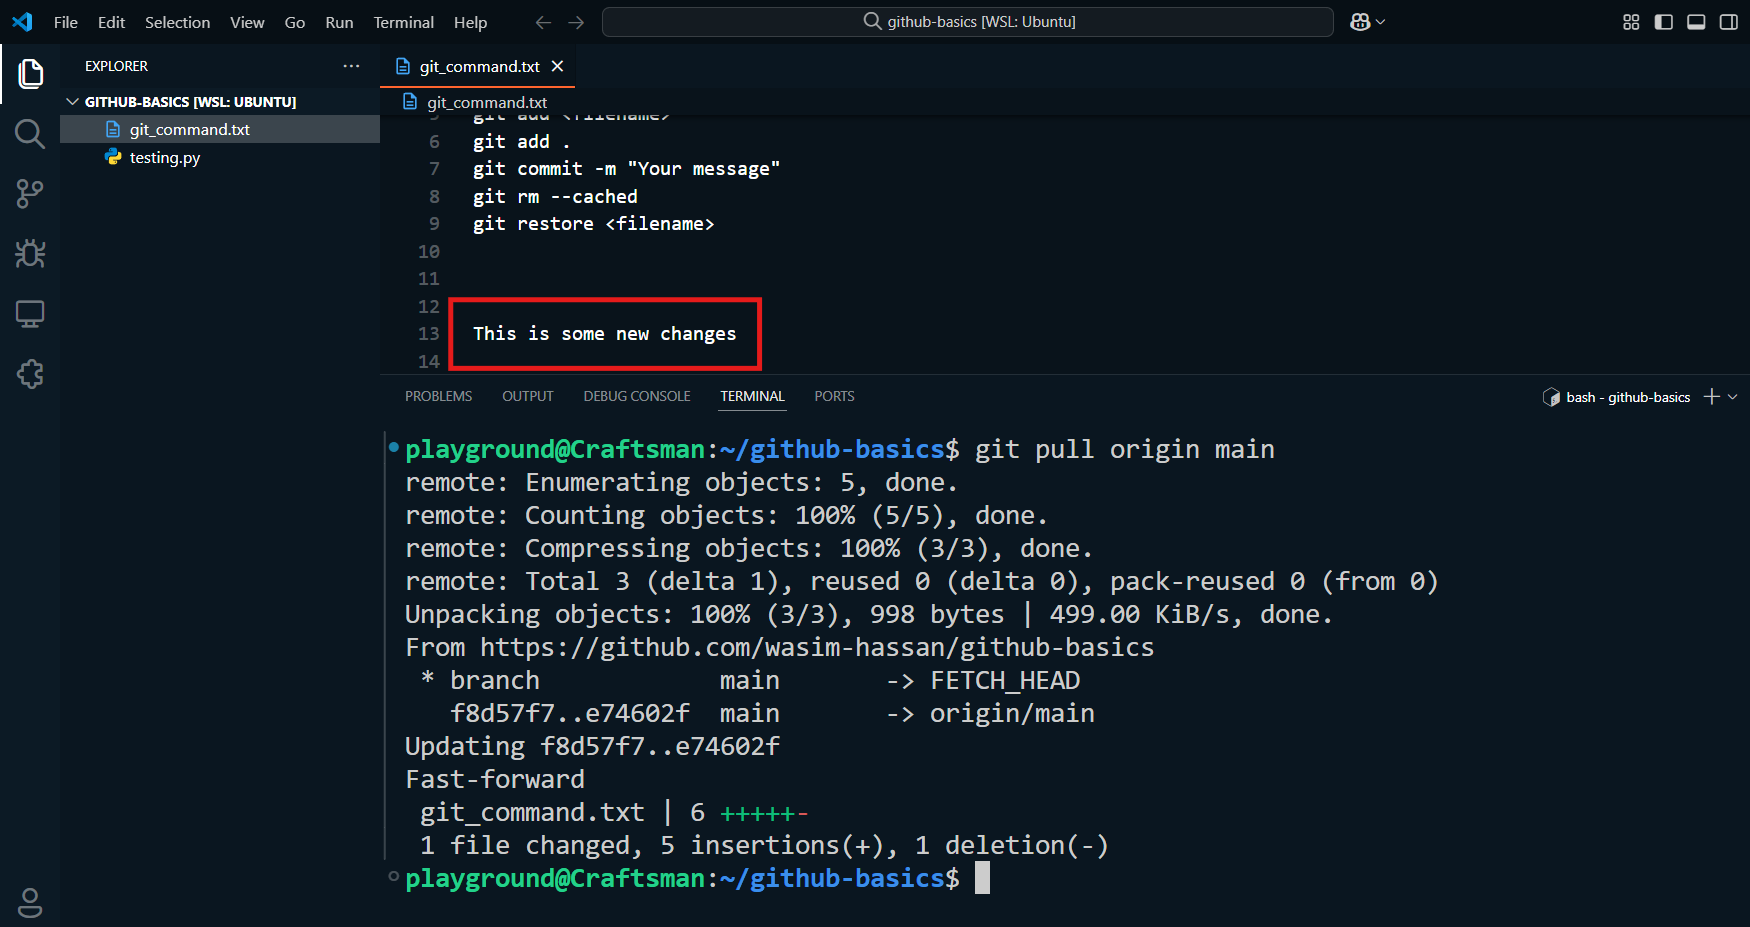 File Edit Selection View Go Run Terminal Help
github-basics [WSL: Ubuntu]
EXPLORER
GITHUB-BASICS [WSL: UBUNTU]
git_command.txt
testing.py
git_command.txt
git_command.txt
5 git add <filename>
6 git add .
7 git commit -m "Your message"
8 git rm --cached
9 git restore <filename>
10
11
12
13 This is some new changes
14
PROBLEMS OUTPUT DEBUG CONSOLE TERMINAL PORTS
bash - github-basics
playground@Craftsman:~/github-basics$ git pull origin main
remote: Enumerating objects: 5, done.
remote: Counting objects: 100% (5/5), done.
remote: Compressing objects: 100% (3/3), done.
remote: Total 3 (delta 1), reused 0 (delta 0), pack-reused 0 (from 0)
Unpacking objects: 100% (3/3), 998 bytes | 499.00 KiB/s, done.
From https://github.com/wasim-hassan/github-basics
 * branch            main       -> FETCH_HEAD
   f8d57f7..e74602f  main       -> origin/main
Updating f8d57f7..e74602f
Fast-forward
 git_command.txt | 6 +++++-
 1 file changed, 5 insertions(+), 1 deletion(-)
playground@Craftsman:~/github-basics$